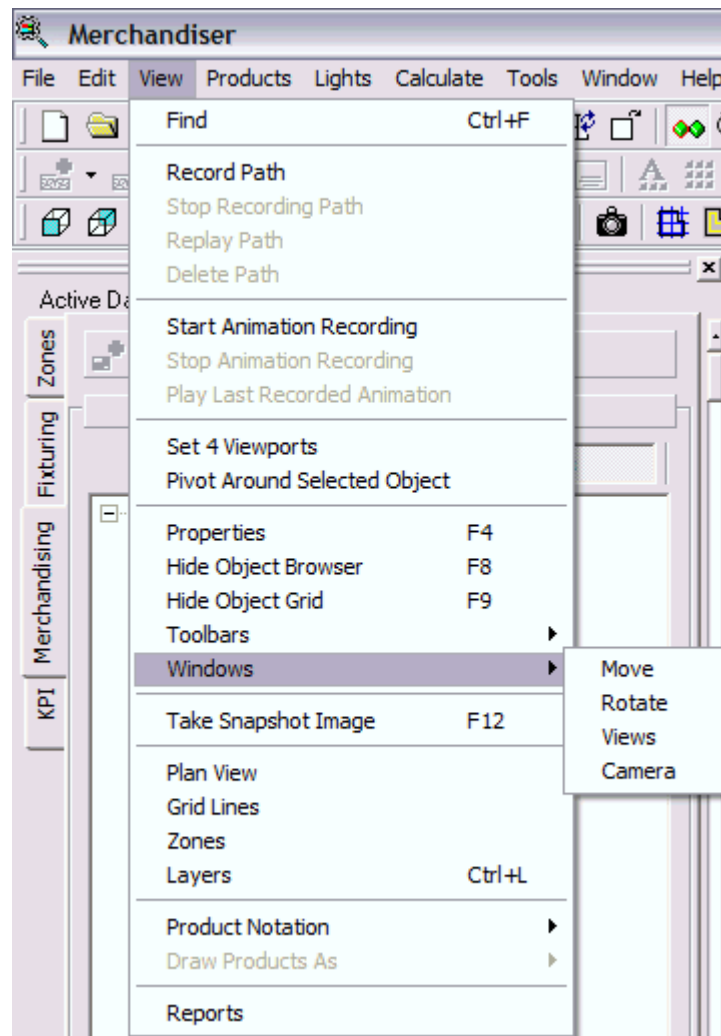 Merchandiser
File Edit View Products Lights Calculate Tools Window Help
Find Ctrl+F
Record Path
Stop Recording Path
Replay Path
Delete Path
Active Da
Start Animation Recording
Stop Animation Recording
Play Last Recorded Animation
Set 4 Viewports
Pivot Around Selected Object
Properties F4
Hide Object Browser F8
Hide Object Grid F9
Toolbars
Windows
Move
Rotate
Views
Camera
Take Snapshot Image F12
Plan View
Grid Lines
Zones
Layers Ctrl+L
Product Notation
Draw Products As
Reports
Zones
Fixturing
Merchandising
KPI